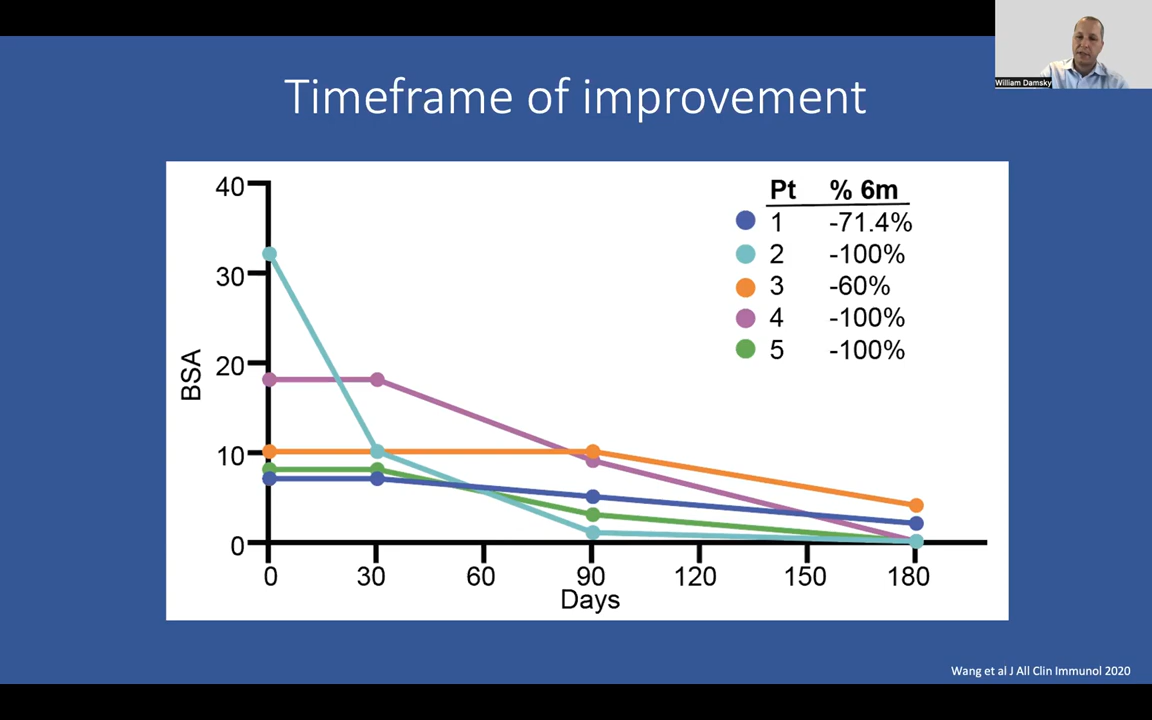 William Damsky
Timeframe of improvement
Pt % 6m
1 -71.4%
2 -100%
3 -60%
4 -100%
5 -100%
40
30
20
10
0
BSA
0 30 60 90 120 150 180
Days
Wang et al J All Clin Immunol 2020